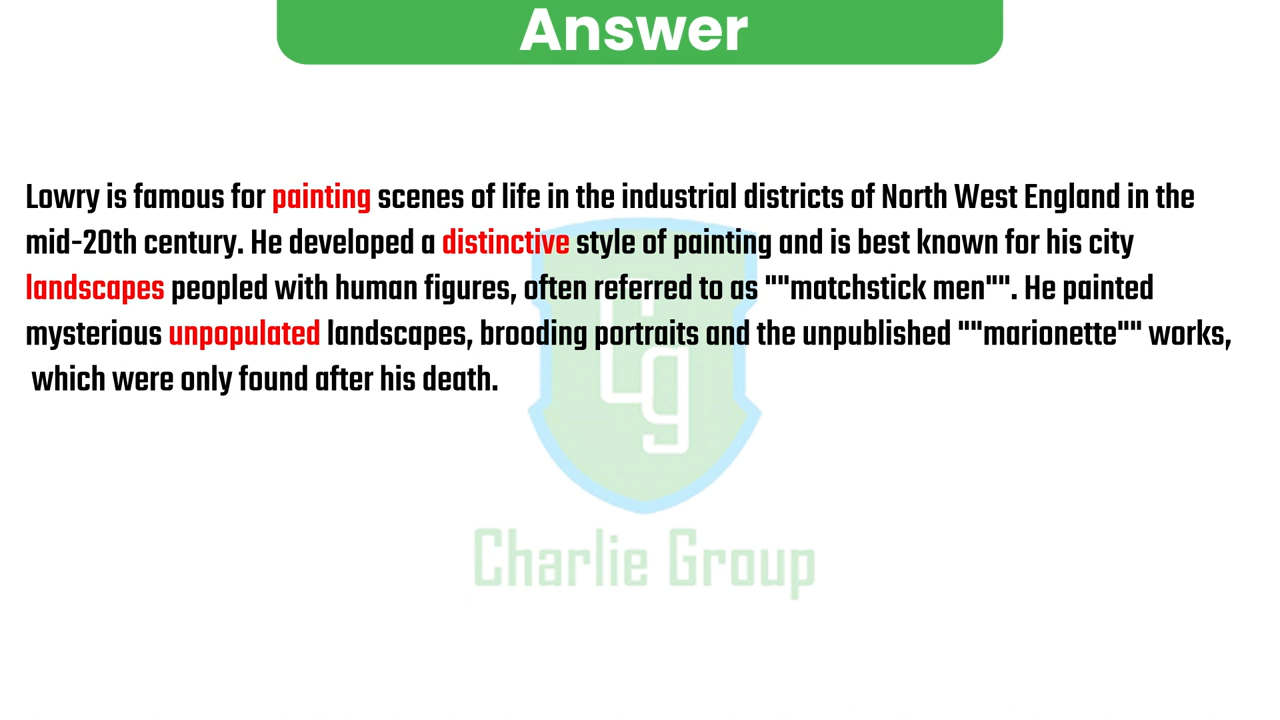 Answer
Lowry is famous for painting scenes of life in the industrial districts of North West England in the
mid-20th century. He developed a distinctive style of painting and is best known for his city
landscapes peopled with human figures, often referred to as ""matchstick men"". He painted
mysterious unpopulated landscapes, brooding portraits and the unpublished ""marionette"" works,
which were only found after his death.
Cg
Charlie Group